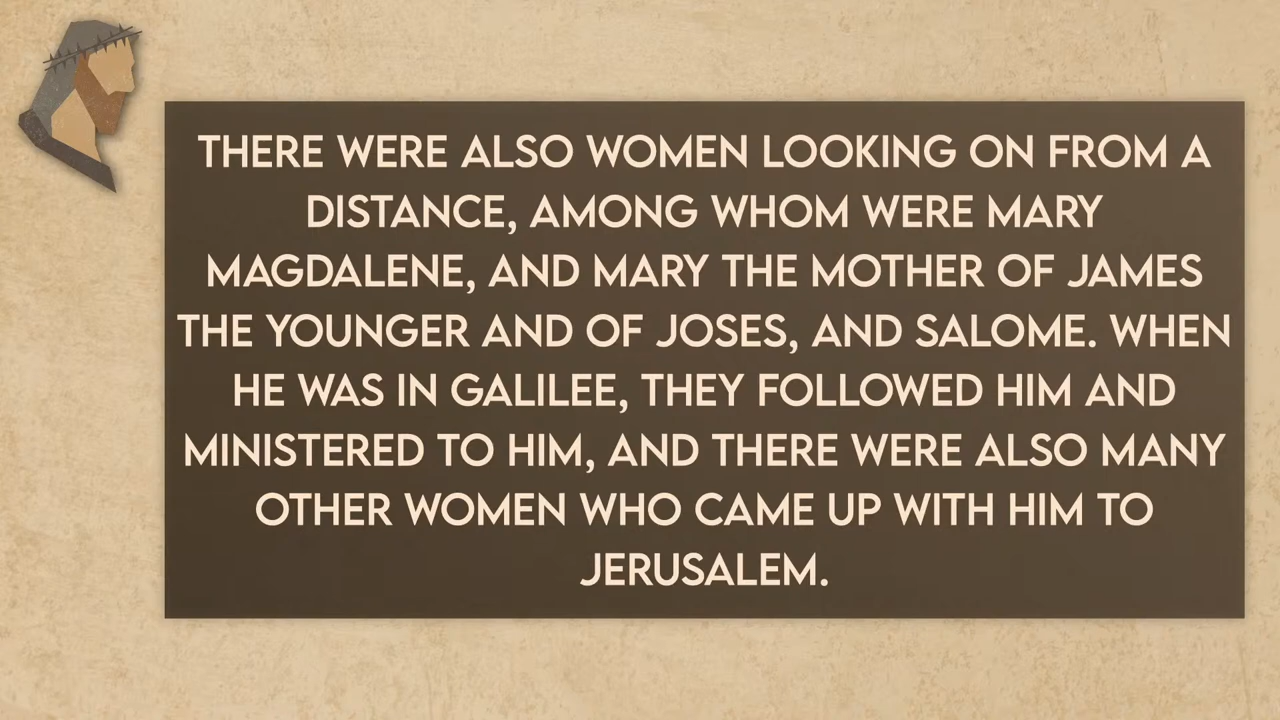 THERE WERE ALSO WOMEN LOOKING ON FROM A
DISTANCE, AMONG WHOM WERE MARY
MAGDALENE, AND MARY THE MOTHER OF JAMES
THE YOUNGER AND OF JOSES, AND SALOME. WHEN
HE WAS IN GALILEE, THEY FOLLOWED HIM AND
MINISTERED TO HIM, AND THERE WERE ALSO MANY
OTHER WOMEN WHO CAME UP WITH HIM TO
JERUSALEM.